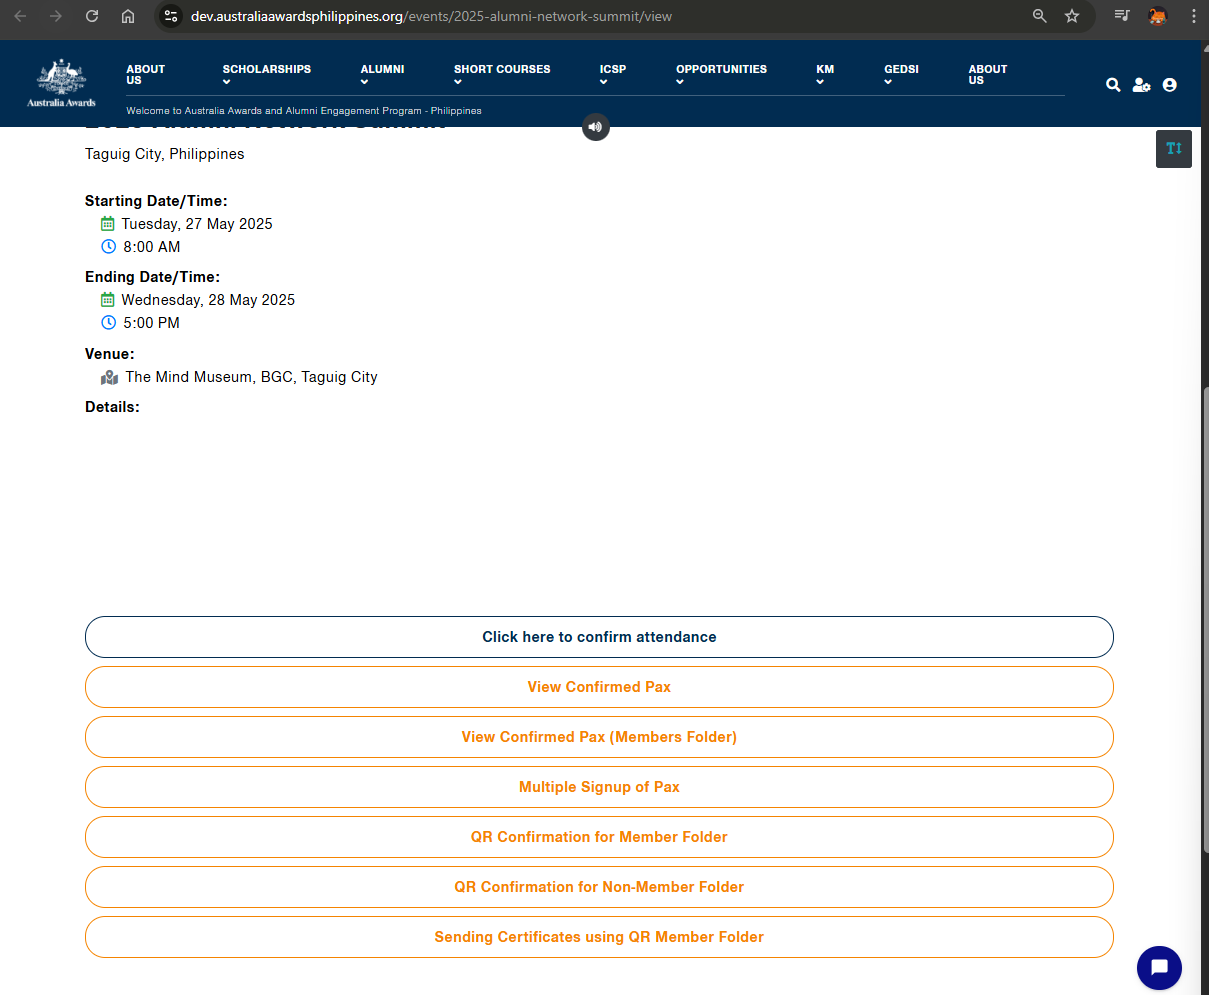 dev.australiaawardsphilippines.org/events/2025-alumni-network-summit/view
ABOUT US
SCHOLARSHIPS
ALUMNI
SHORT COURSES
ICSP
OPPORTUNITIES
KM
GEDSI
ABOUT US
Australia Awards
Welcome to Australia Awards and Alumni Engagement Program - Philippines
2025 Alumni Network Summit
Taguig City, Philippines
Starting Date/Time:
Tuesday, 27 May 2025
8:00 AM
Ending Date/Time:
Wednesday, 28 May 2025
5:00 PM
Venue:
The Mind Museum, BGC, Taguig City
Details:
Click here to confirm attendance
View Confirmed Pax
View Confirmed Pax (Members Folder)
Multiple Signup of Pax
QR Confirmation for Member Folder
QR Confirmation for Non-Member Folder
Sending Certificates using QR Member Folder